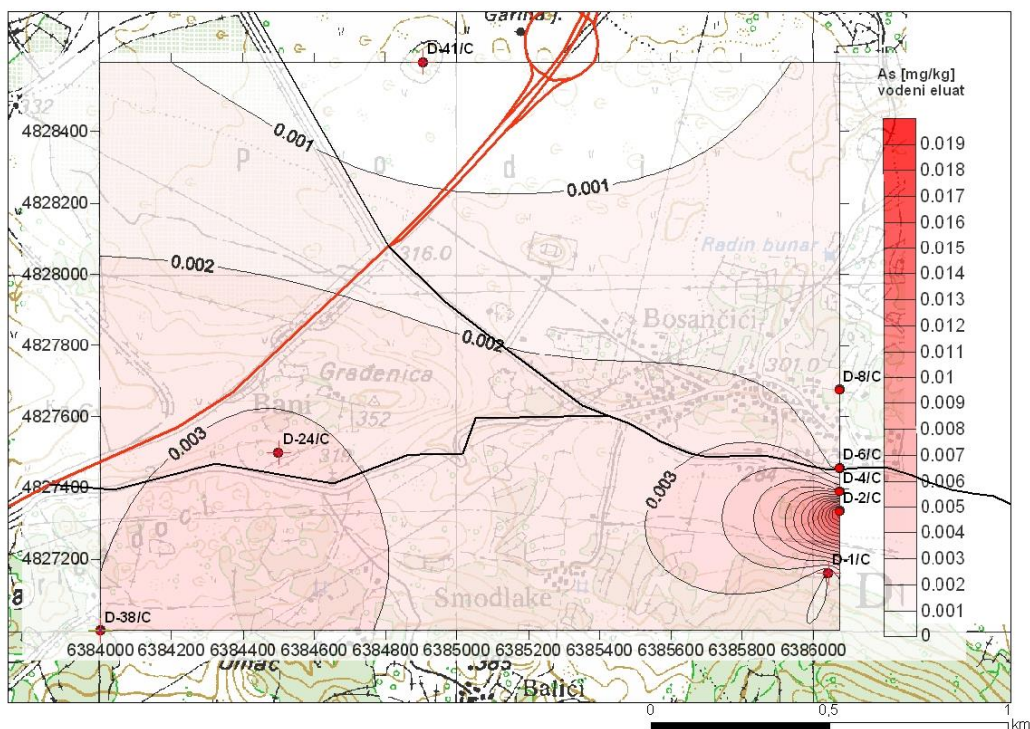 Garina j.
D-41/C
As [mg/kg]
vodeni eluat
332
4828400
0.001
P o d i
0.001
0.019
0.018
0.017
0.016
0.015
0.014
0.013
0.012
0.011
0.01
0.009
0.008
0.007
0.006
0.005
0.004
0.003
0.002
0.001
0
4828200
Radin bunar
316.0
4828000
0.002
Bosančići
0.002
4827800
301.0
Građenica
D-8/C
Bani
352
4827600
0.003
D-24/C
319
D-6/C
284
4827400
D-4/C
0.003
D-2/C
4827200
D-1/C
Smodlake
D
D-38/C
6384000 6384200 6384400 6384600 6384800 6385000 6385200 6385400 6385600 6385800 6386000
Umac
385
Balići
0 0,5 1
km